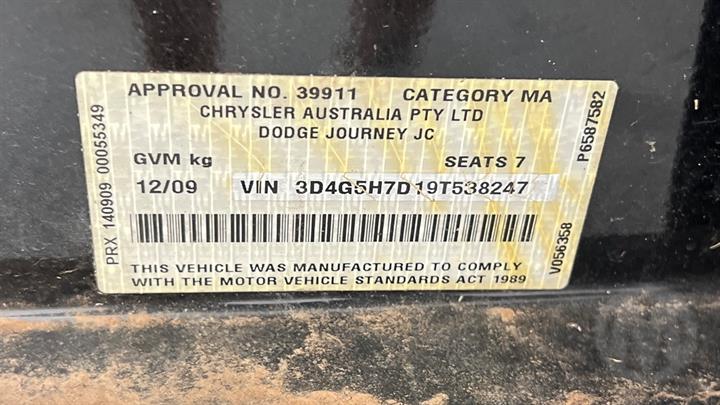 APPROVAL NO. 39911 CATEGORY MA
CHRYSLER AUSTRALIA PTY LTD
DODGE JOURNEY JC
GVM kg SEATS 7
12/09 VIN 3D4G5H7D19T538247
THIS VEHICLE WAS MANUFACTURED TO COMPLY
WITH THE MOTOR VEHICLE STANDARDS ACT 1989
PRX 140909 00055349
P6587582
V056358